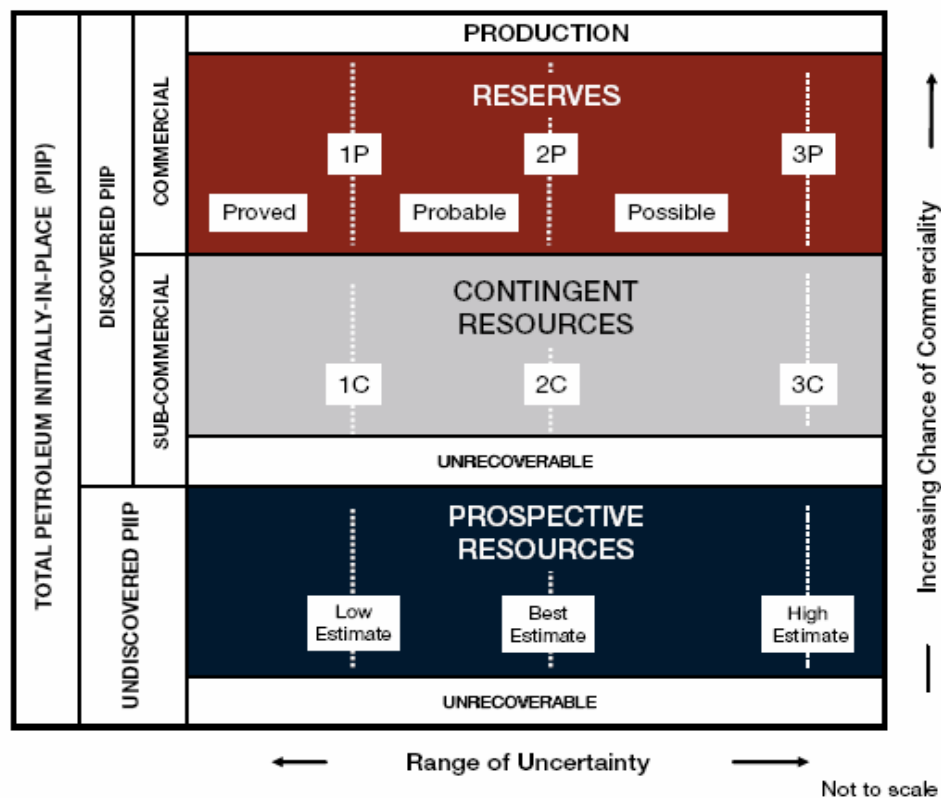 PRODUCTION
RESERVES
1P
2P
3P
Proved
Probable
Possible
CONTINGENT
RESOURCES
1C
2C
3C
UNRECOVERABLE
PROSPECTIVE
RESOURCES
Low
Estimate
Best
Estimate
High
Estimate
UNRECOVERABLE
TOTAL PETROLEUM INITIALLY-IN-PLACE (PIIP)
DISCOVERED PIIP
UNDISCOVERED PIIP
COMMERCIAL
SUB-COMMERCIAL
Increasing Chance of Commerciality
Range of Uncertainty
Not to scale